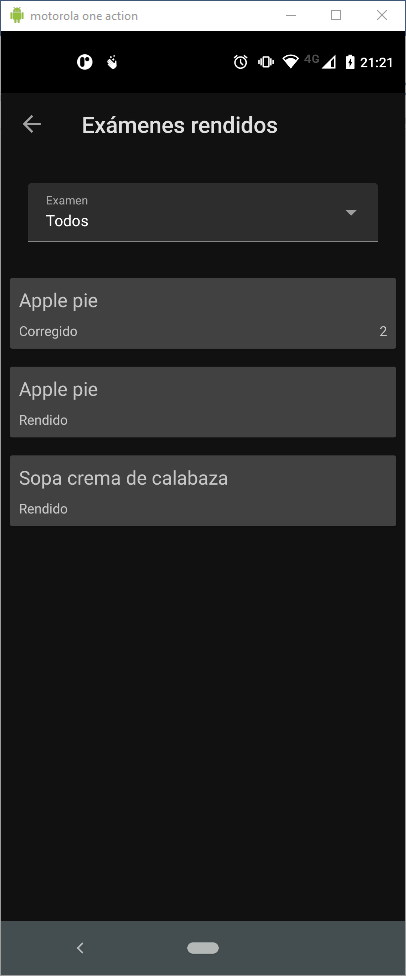 motorola one action
4G 21:21
Exámenes rendidos
Examen
Todos
Apple pie
Corregido 2
Apple pie
Rendido
Sopa crema de calabaza
Rendido